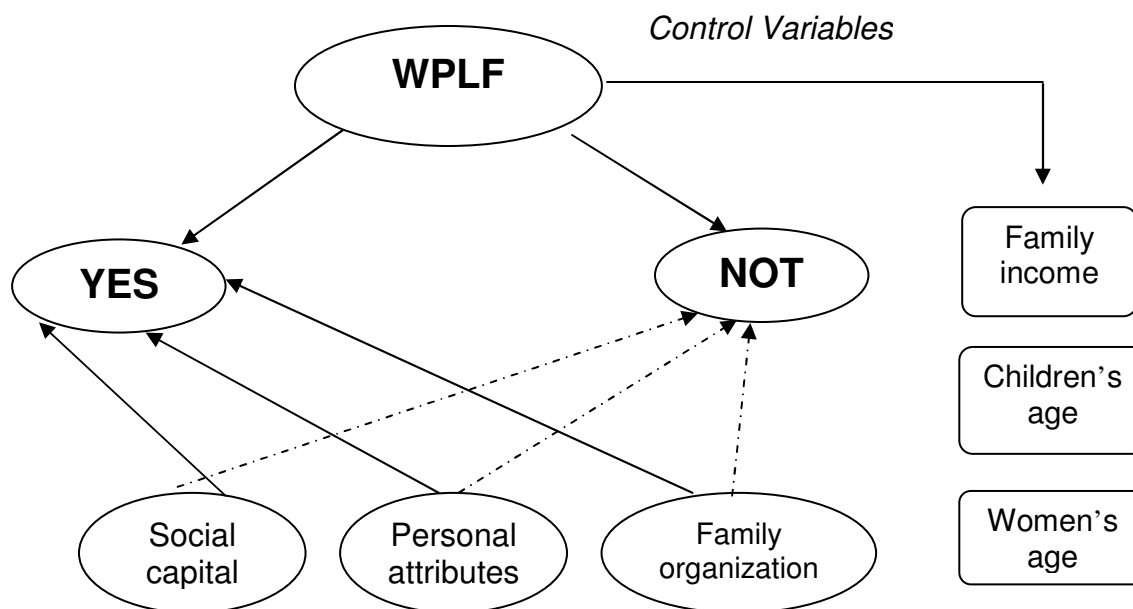 Control Variables
WPLF
YES
NOT
Family
income
Children's
age
Social
capital
Personal
attributes
Family
organization
Women's
age